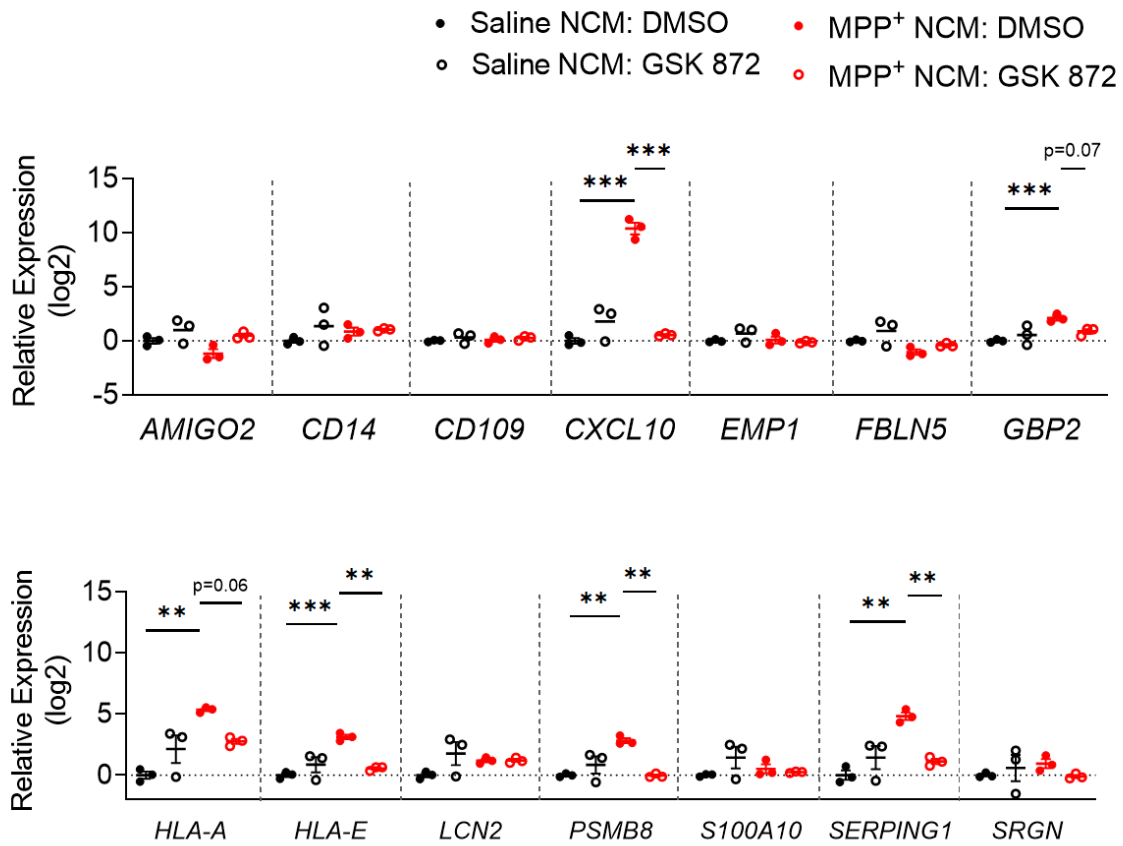 Saline NCM: DMSO
MPP⁺ NCM: DMSO
Saline NCM: GSK 872
MPP⁺ NCM: GSK 872
Relative Expression
(log2)
15
10
5
0
-5
***
***
***
p=0.07
AMIGO2
CD14
CD109
CXCL10
EMP1
FBLN5
GBP2
Relative Expression
(log2)
15
10
5
0
**
p=0.06
***
**
**
**
**
**
HLA-A
HLA-E
LCN2
PSMB8
S100A10
SERPING1
SRGN